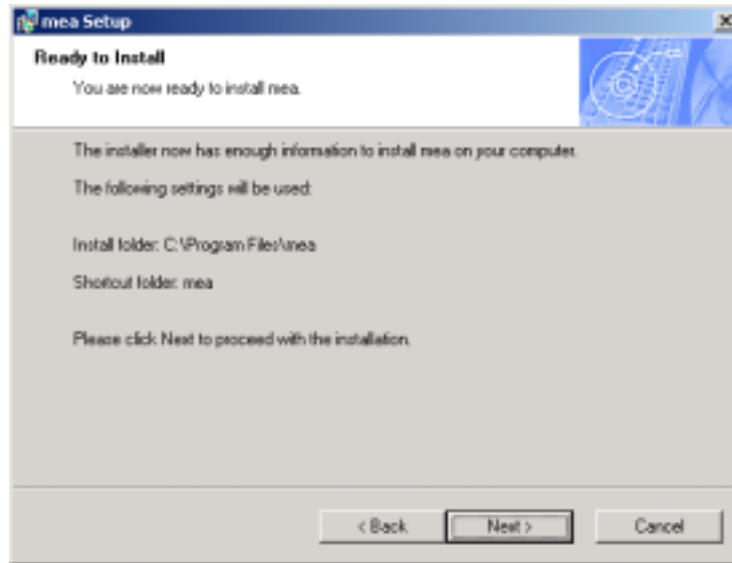 mea Setup
Ready to Install
You are now ready to install mea.
The installer now has enough information to install mea on your computer.
The following settings will be used:
Install folder: C:\Program Files\mea
Shortcut folder: mea
Please click Next to proceed with the installation.
< Back
Next >
Cancel